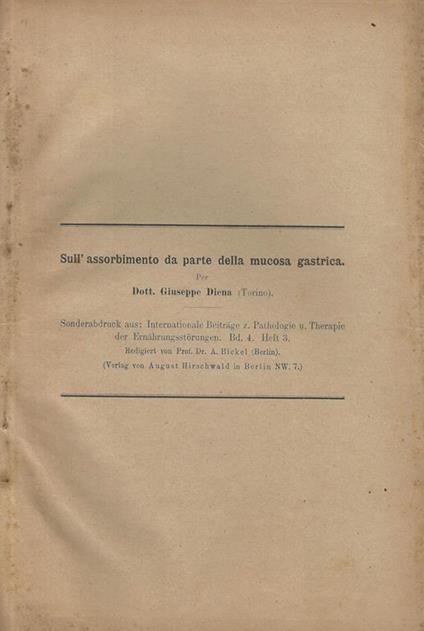 Sull' assorbimento da parte della mucosa gastrica.
Per
Dott. Giuseppe Diena (Torino).
Sonderabdruck aus: Internationale Beiträge z. Pathologie u. Therapie
der Ernährungsstörungen. Bd. 4. Heft 3.
Redigiert von Prof. Dr. A. Bickel (Berlin).
(Verlag von August Hirschwald in Berlin NW. 7.)